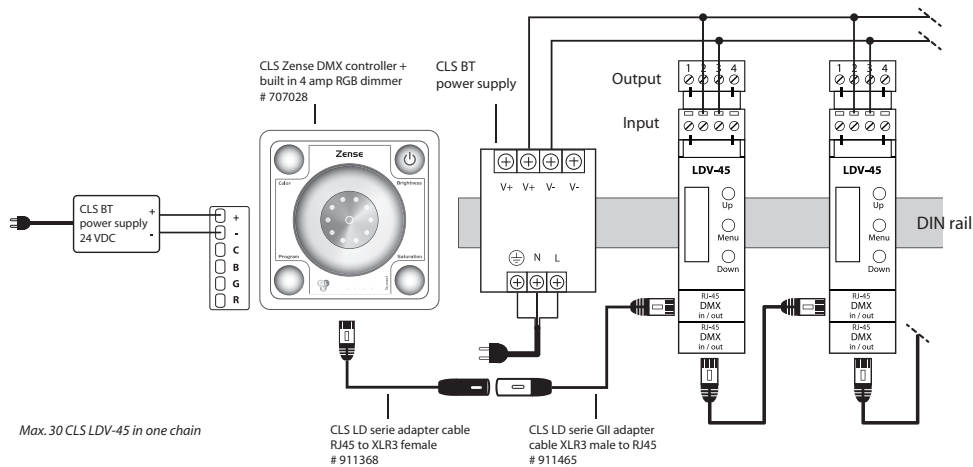 CLS Zense DMX controller +
built in 4 amp RGB dimmer
# 707028
CLS BT
power supply
Output
Input
1 2 3 4
1 2 3 4
Zense
Color
Brightness
Program
Saturation
Speed
CLS BT
power supply
24 VDC
+
-
+
-
C
B
G
R
V+ V+ V- V-
N L
LDV-45
Up
Menu
Down
RJ-45
DMX
in / out
RJ-45
DMX
in / out
LDV-45
Up
Menu
Down
RJ-45
DMX
in / out
RJ-45
DMX
in / out
DIN rail
Max. 30 CLS LDV-45 in one chain
CLS LD serie adapter cable
RJ45 to XLR3 female
# 911368
CLS LD serie GII adapter
cable XLR3 male to RJ45
# 911465